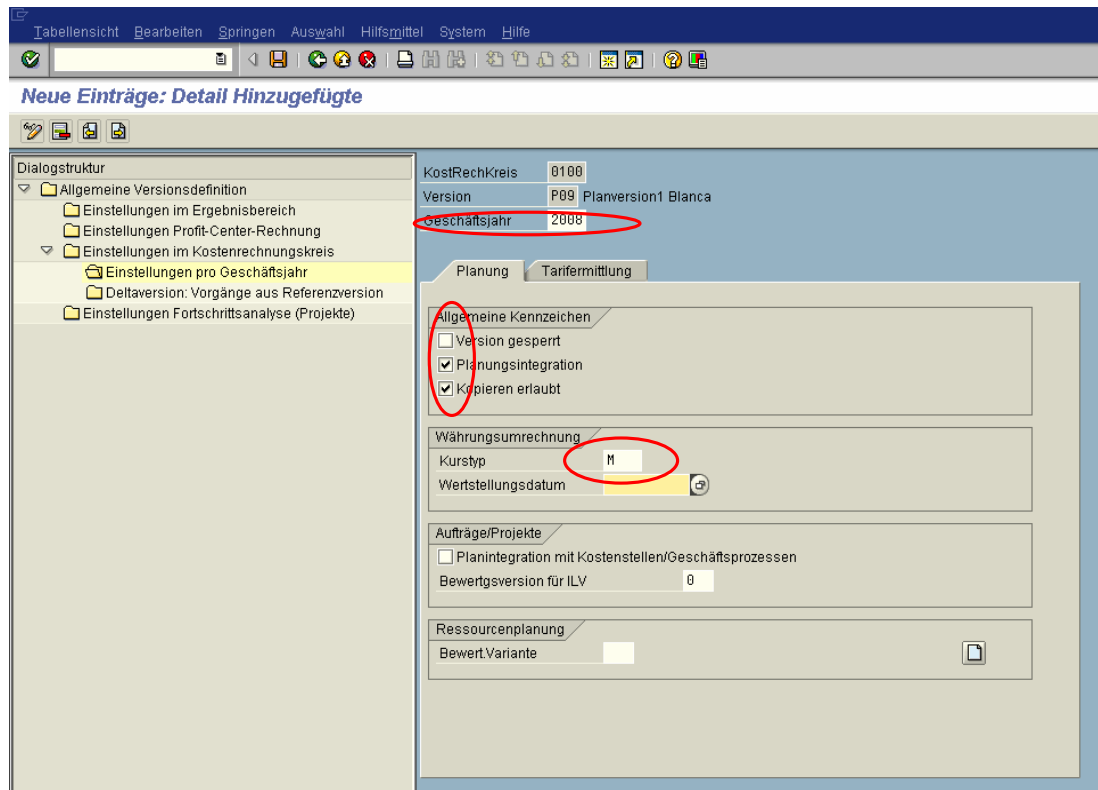 Tabellensicht Bearbeiten Springen Auswahl Hilfsmittel System Hilfe
Neue Einträge: Detail Hinzugefügte
Dialogstruktur
Allgemeine Versionsdefinition
Einstellungen im Ergebnisbereich
Einstellungen Profit-Center-Rechnung
Einstellungen im Kostenrechnungskreis
Einstellungen pro Geschäftsjahr
Deltaversion: Vorgänge aus Referenzversion
Einstellungen Fortschrittsanalyse (Projekte)
KostRechKreis 0100
Version P09 Planversion1 Blanca
Geschäftsjahr 2008
Planung Tarifermittlung
Allgemeine Kennzeichen
Version gesperrt
Planungsintegration
Kopieren erlaubt
Währungsumrechnung
Kurstyp M
Wertstellungsdatum
Aufträge/Projekte
Planintegration mit Kostenstellen/Geschäftsprozessen
Bewertgsversion für ILV 0
Ressourcenplanung
Bewert.Variante